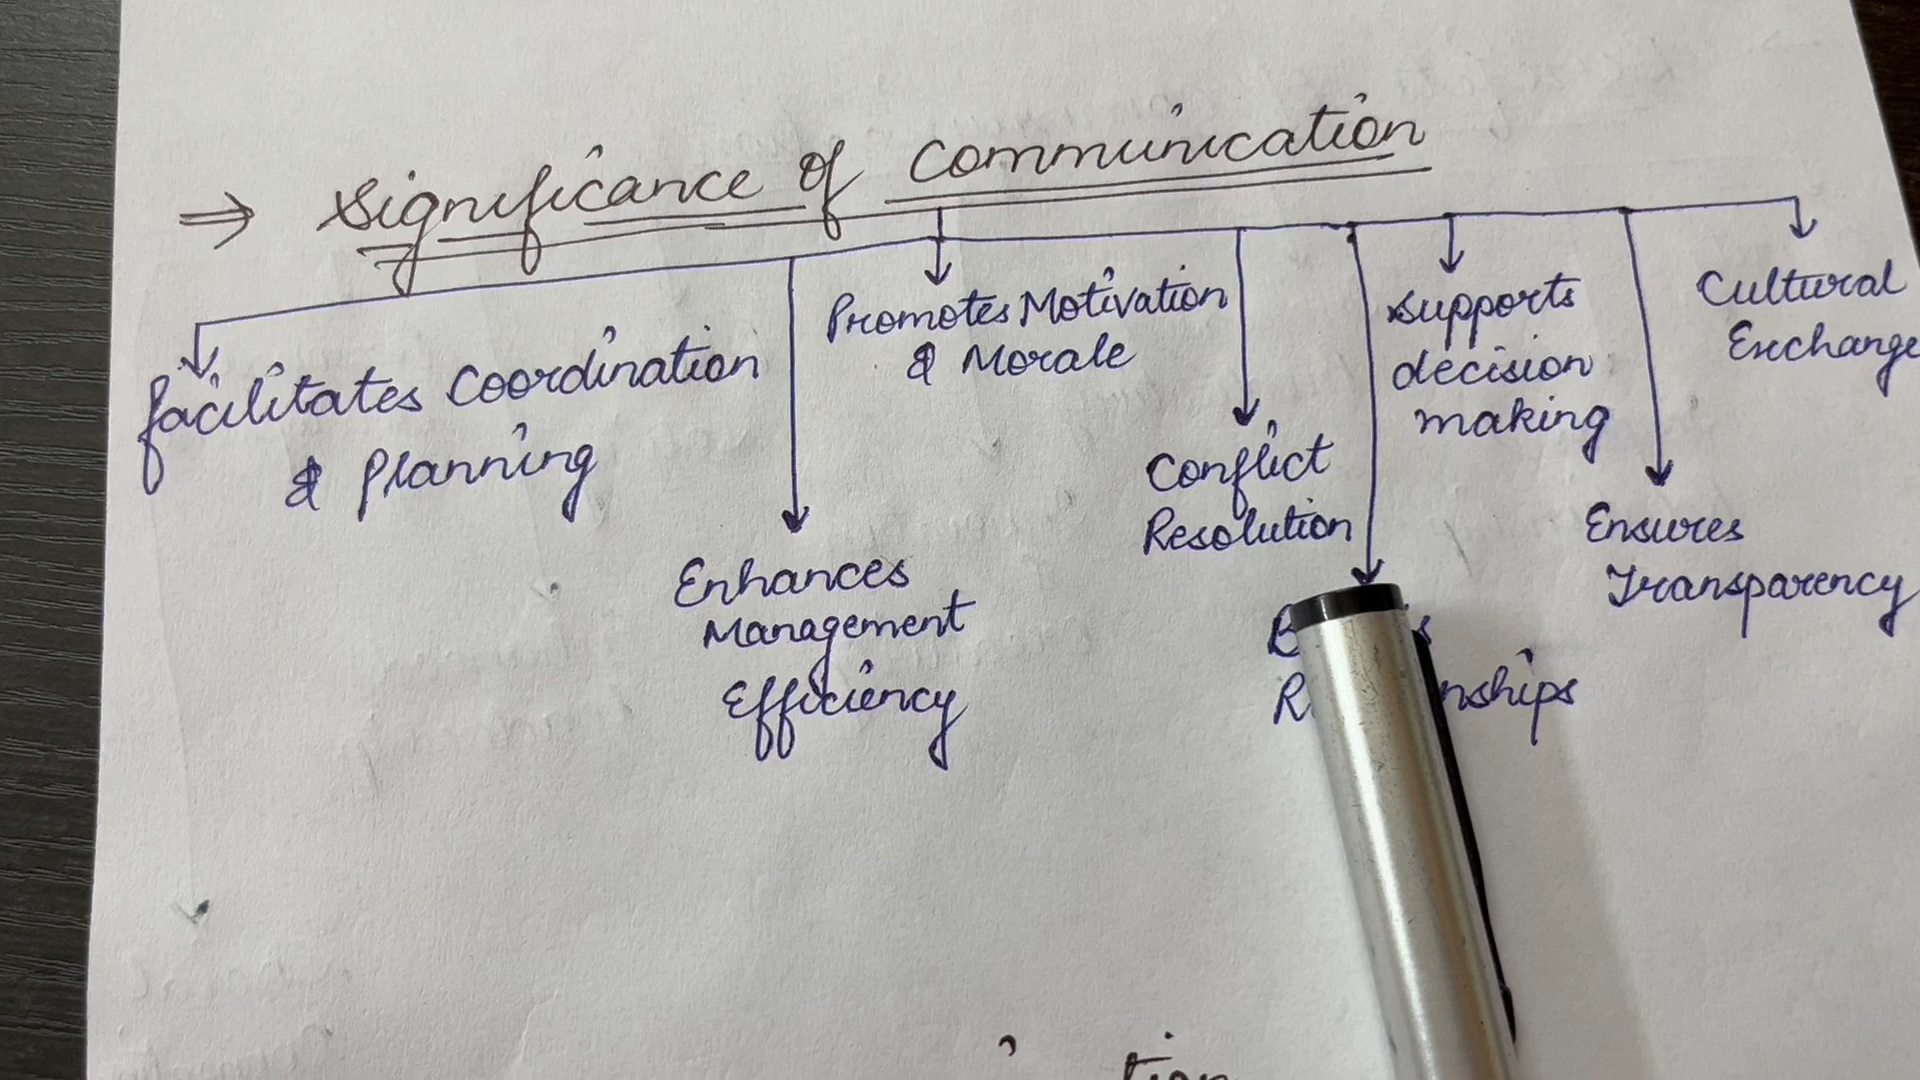 ⇒ Significance of Communication
Facilitates Coordination
& Planning
Enhances
Management
Efficiency
Promotes Motivation
& Morale
Conflict
Resolution
Supports
decision
making
Ensures
Transparency
Cultural
Exchange
tion